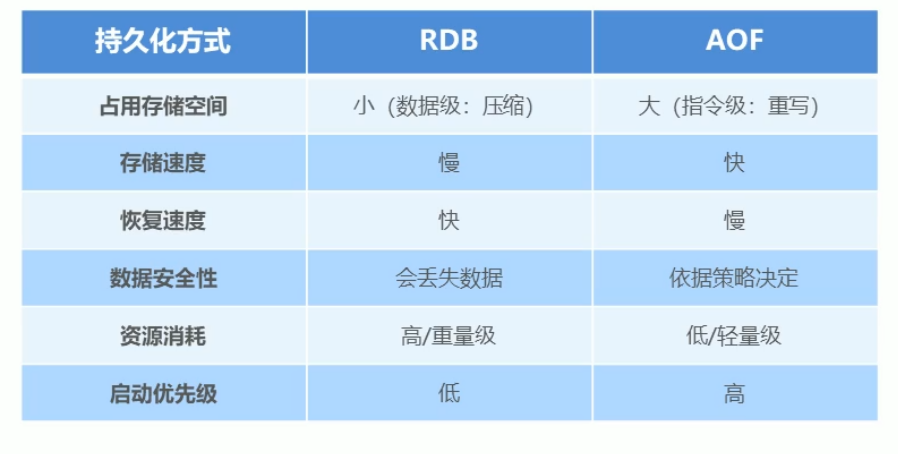 持久化方式 RDB AOF
占用存储空间 小（数据级：压缩） 大（指令级：重写）
存储速度 慢 快
恢复速度 快 慢
数据安全性 会丢失数据 依据策略决定
资源消耗 高/重量级 低/轻量级
启动优先级 低 高